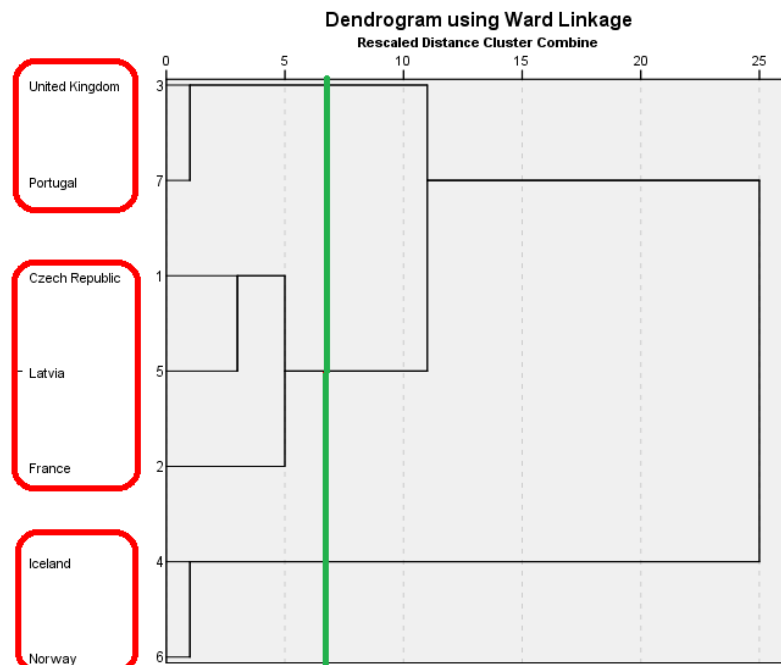 Dendrogram using Ward Linkage
Rescaled Distance Cluster Combine
0 5 10 15 20 25
United Kingdom 3
Portugal 7
Czech Republic 1
Latvia 5
France 2
Iceland 4
Norway 6